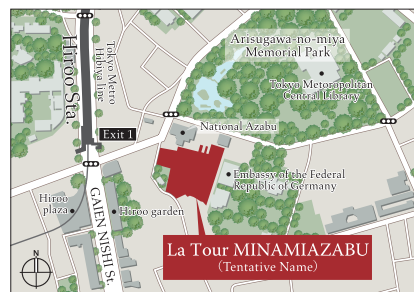 Arisugawa-no-miya
Memorial Park
Tokyo Metoropolitan
Central Library
Hiroo Sta.
Tokyo Metro
Hibiya line
Exit 1
National Azabu
Embassy of the Federal
Republic of Germany
Hiroo
plaza
GAIEN NISHI St.
Hiroo garden
La Tour MINAMIAZABU
(Tentative Name)
N